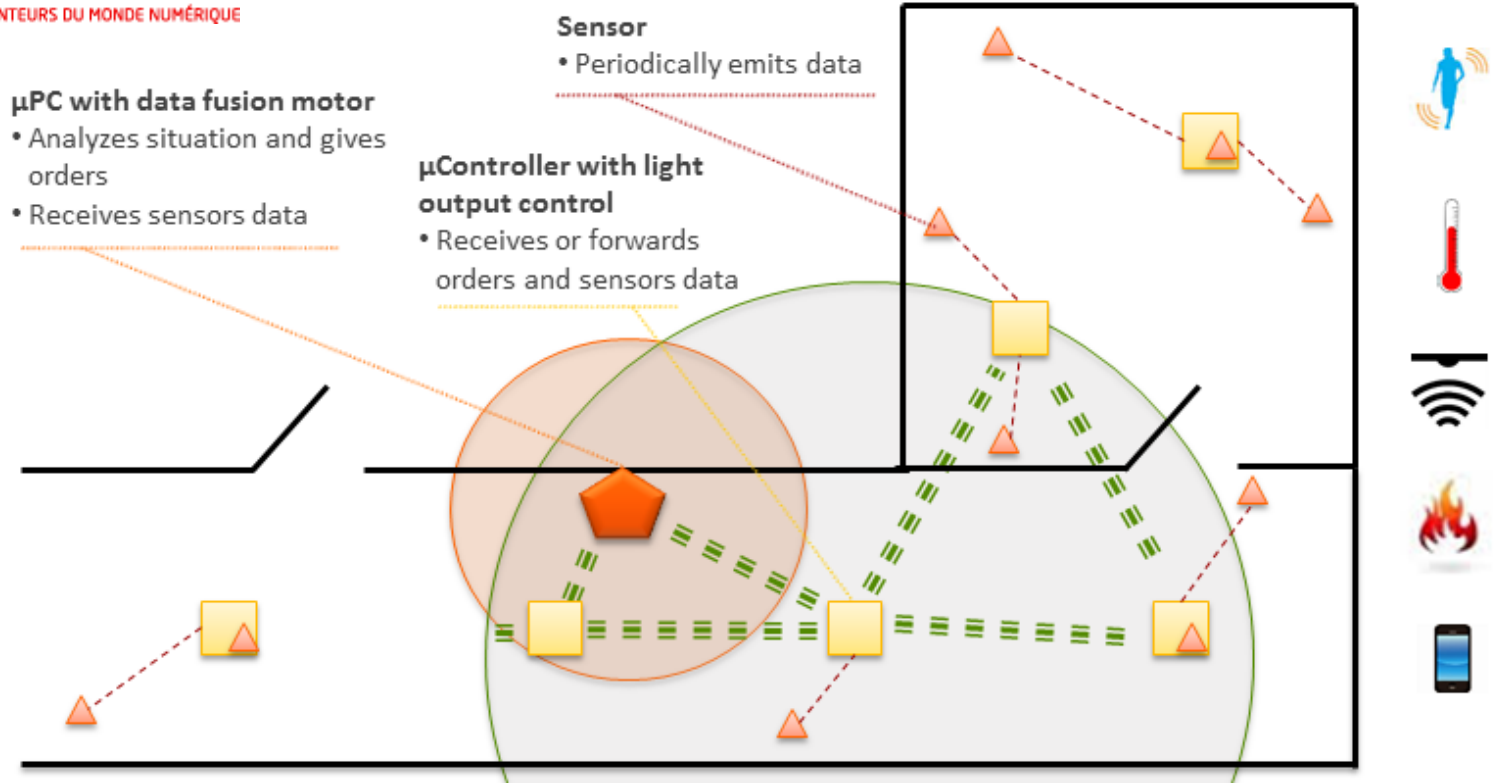 NTEURS DU MONDE NUMÉRIQUE
Sensor
• Periodically emits data
µPC with data fusion motor
• Analyzes situation and gives
orders
• Receives sensors data
µController with light
output control
• Receives or forwards
orders and sensors data